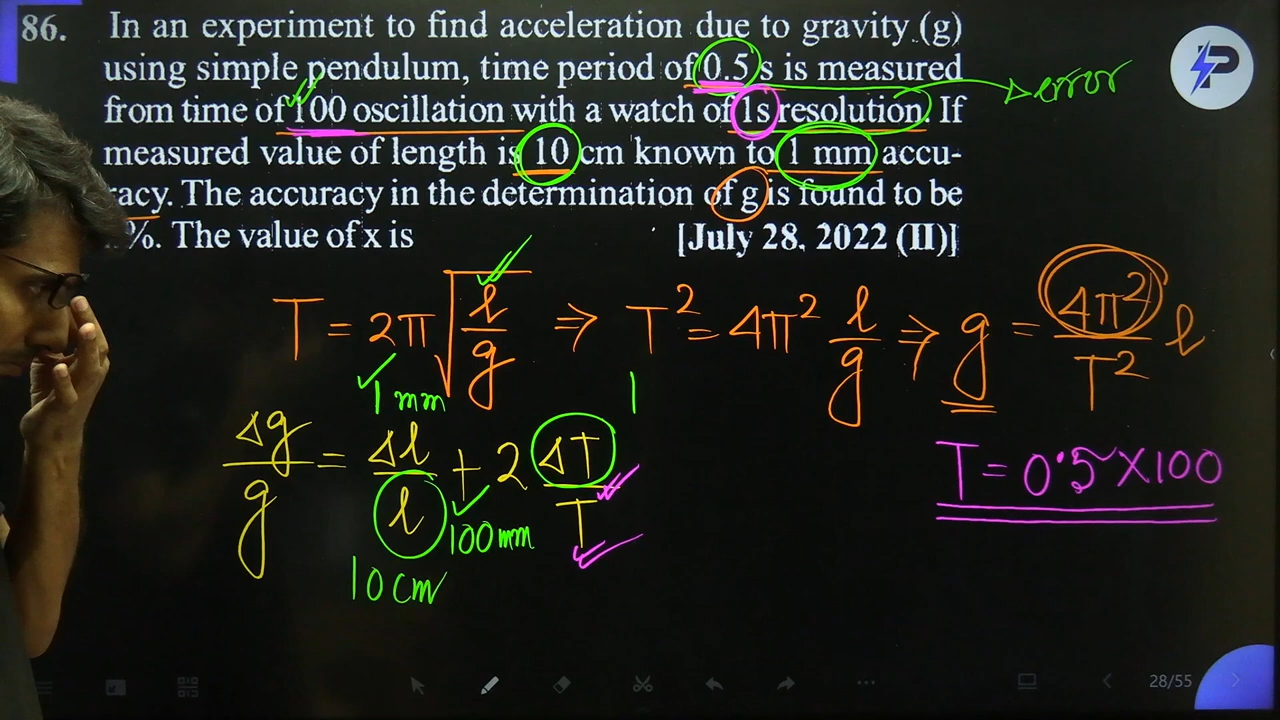 86. In an experiment to find acceleration due to gravity (g)
using simple pendulum, time period of 0.5 s is measured
from time of 100 oscillation with a watch of 1s resolution. If
measured value of length is 10 cm known to 1 mm accu-
racy. The accuracy in the determination of g is found to be
%. The value of x is [July 28, 2022 (II)]
error
T = 2π√(l/g) ⇒ T² = 4π² l/g ⇒ g = 4π²/T² l
1 mm 1
Δg/g = Δl/l + 2 ΔT/T
T = 0.5 × 100
100 mm
10 cm
28/55